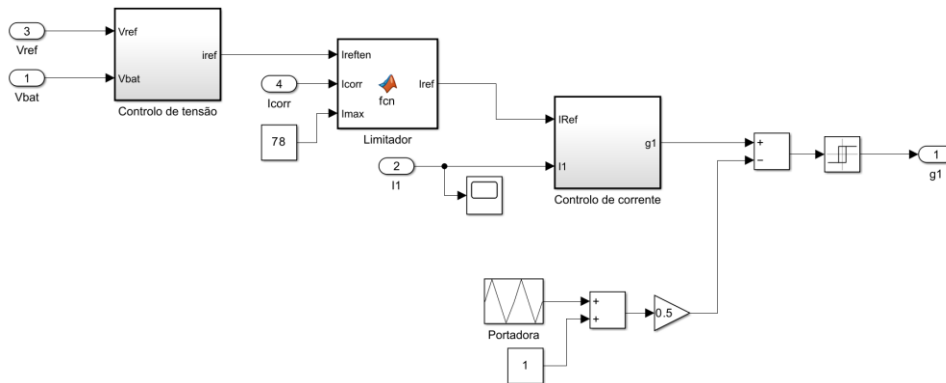 3
Vref
1
Vbat
Vref
Vbat
iref
Controlo de tensão
4
Icorr
78
Ireften
Icorr
Imax
fcn
Iref
Limitador
2
I1
IRef
I1
g1
Controlo de corrente
+
−
1
g1
Portadora
1
+
+
0.5